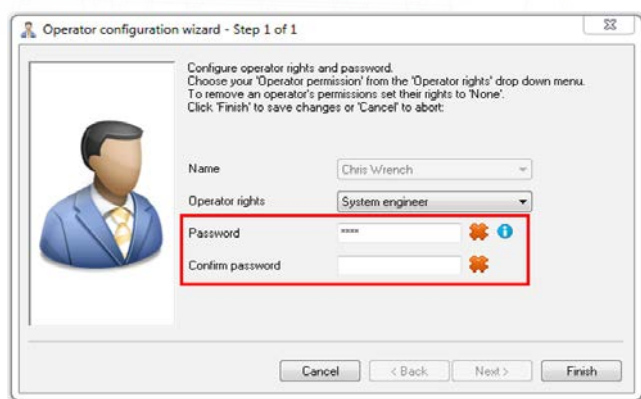 Operator configuration wizard - Step 1 of 1
Configure operator rights and password.
Choose your 'Operator permission' from the 'Operator rights' drop down menu.
To remove an operator's permissions set their rights to 'None'.
Click 'Finish' to save changes or 'Cancel' to abort:
Name
Chris Wrench
Operator rights
System engineer
Password
****
Confirm password
Cancel
< Back
Next >
Finish